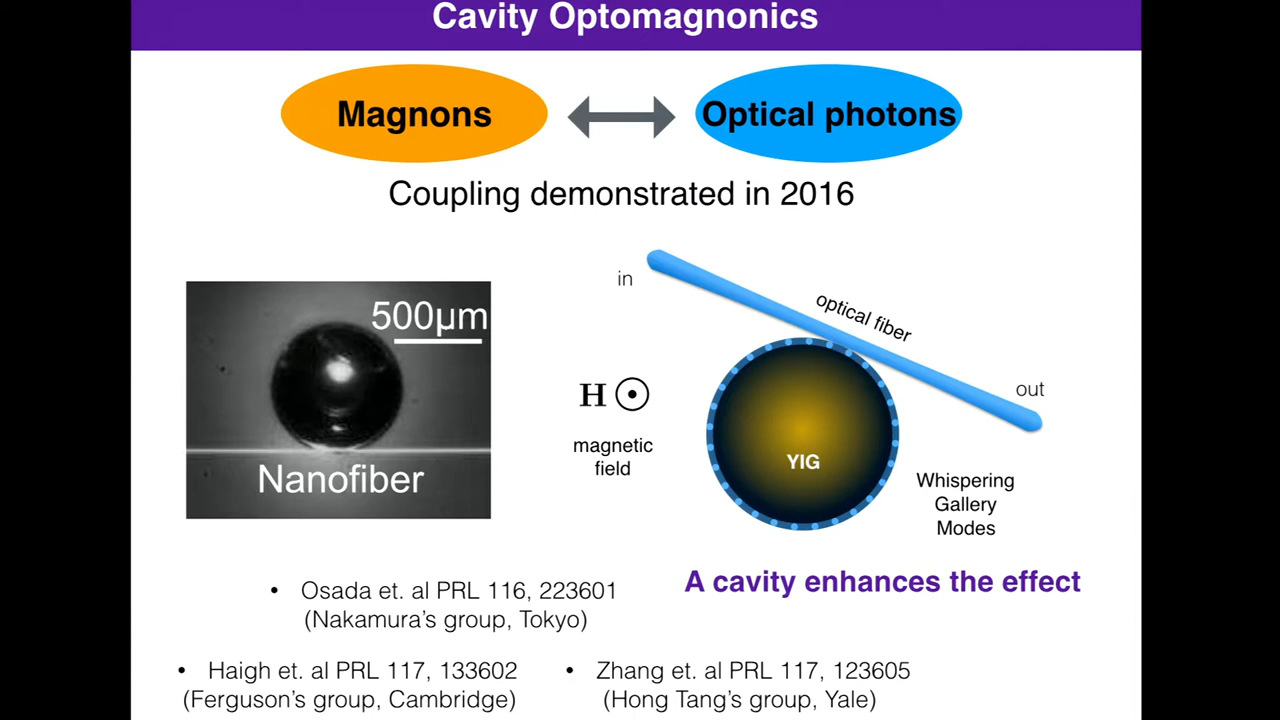 Cavity Optomagnonics
Magnons
Optical photons
Coupling demonstrated in 2016
500µm
Nanofiber
in
optical fiber
out
H
magnetic
field
YIG
Whispering
Gallery
Modes
A cavity enhances the effect
• Osada et. al PRL 116, 223601
(Nakamura’s group, Tokyo)
• Haigh et. al PRL 117, 133602
(Ferguson’s group, Cambridge)
• Zhang et. al PRL 117, 123605
(Hong Tang’s group, Yale)